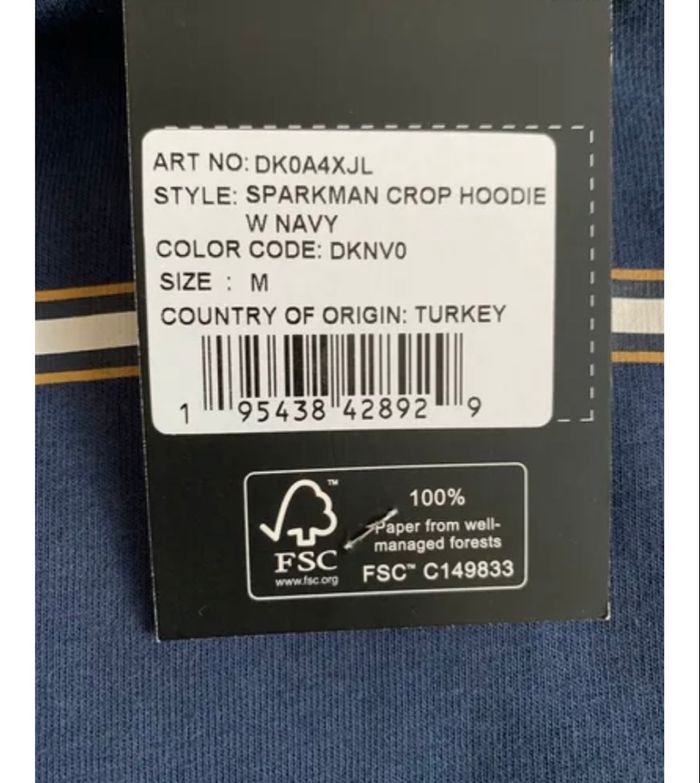 ART NO: DK0A4XJL
STYLE: SPARKMAN CROP HOODIE
W NAVY
COLOR CODE: DKNV0
SIZE : M
COUNTRY OF ORIGIN: TURKEY
1 95438 42892 9
100%
Paper from well-
managed forests
FSC™ C149833
™
FSC
www.fsc.org